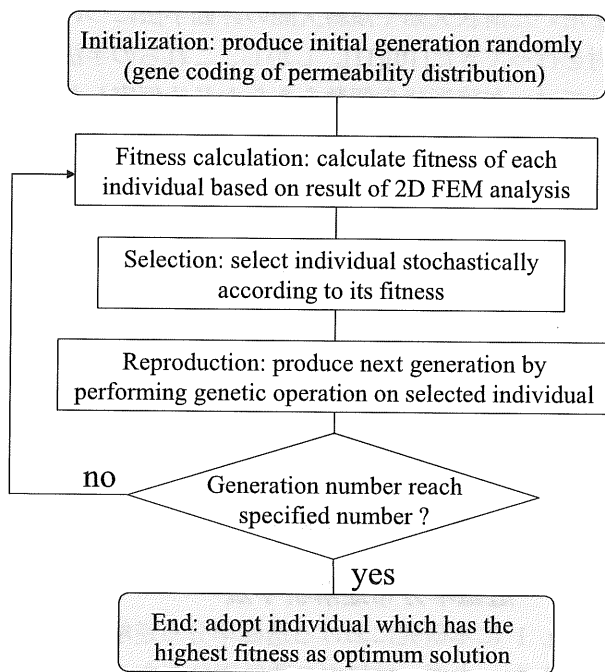 Initialization: produce initial generation randomly
(gene coding of permeability distribution)
Fitness calculation: calculate fitness of each
individual based on result of 2D FEM analysis
Selection: select individual stochastically
according to its fitness
Reproduction: produce next generation by
performing genetic operation on selected individual
no
Generation number reach
specified number ?
yes
End: adopt individual which has the
highest fitness as optimum solution